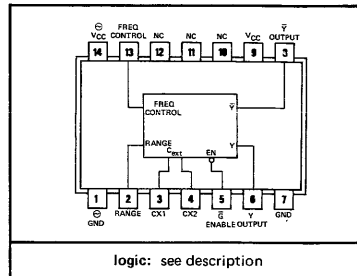 ⊖ VCC FREQ CONTROL NC NC NC VCC Ȳ OUTPUT
14 13 12 11 10 9 3
FREQ CONTROL Ȳ
RANGE Y
Cext EN
1 2 3 4 5 6 7
⊖ GND RANGE CX1 CX2 G̅ ENABLE Y OUTPUT GND
logic: see description